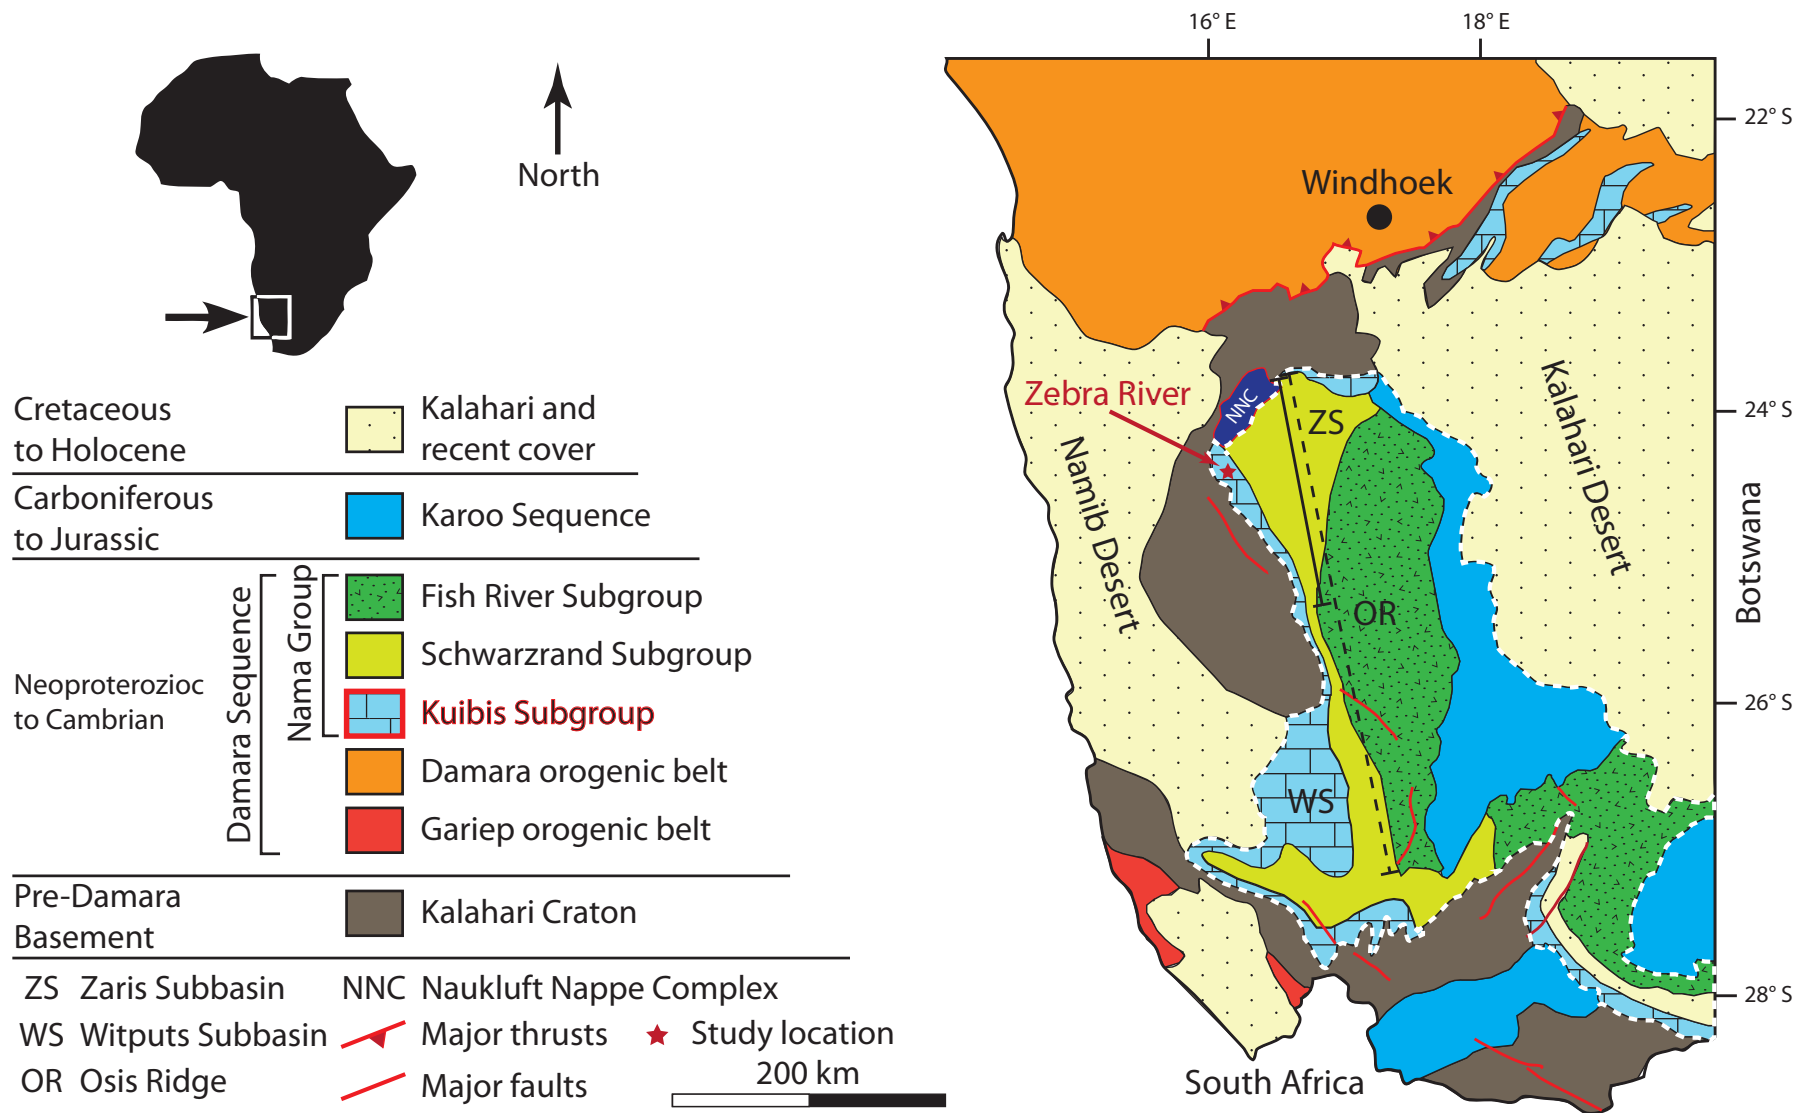 16° E
18° E
22° S
24° S
26° S
28° S
North
Windhoek
Zebra River
NNC
ZS
OR
WS
Namib Desert
Kalahari Desert
Botswana
South Africa
Cretaceous
to Holocene
Kalahari and
recent cover
Carboniferous
to Jurassic
Karoo Sequence
Neoproterozioc
to Cambrian
Damara Sequence
Nama Group
Fish River Subgroup
Schwarzrand Subgroup
Kuibis Subgroup
Damara orogenic belt
Gariep orogenic belt
Pre-Damara
Basement
Kalahari Craton
ZS Zaris Subbasin
NNC Naukluft Nappe Complex
WS Witputs Subbasin
Major thrusts
Study location
OR Osis Ridge
Major faults
200 km